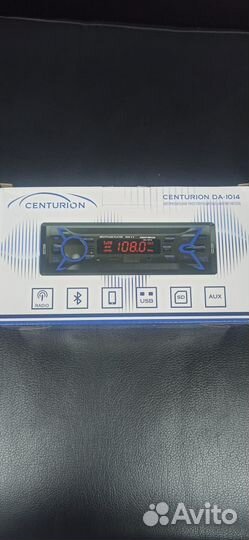 CENTURION
CENTURION DA-1014
108.0
RADIO
USB
SD
AUX
Avito